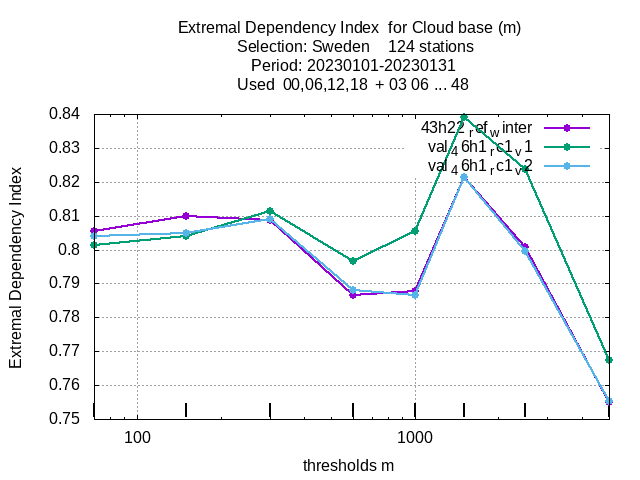 Extremal Dependency Index for Cloud base (m)
Selection: Sweden 124 stations
Period: 20230101-20230131
Used 00,06,12,18 + 03 06 ... 48
0.84
43h22_ref_winter
0.83
val_46h1_rc1_v1
val_46h1_rc1_v2
0.82
0.81
0.8
0.79
0.78
0.77
0.76
0.75
Extremal Dependency Index
100
1000
thresholds m